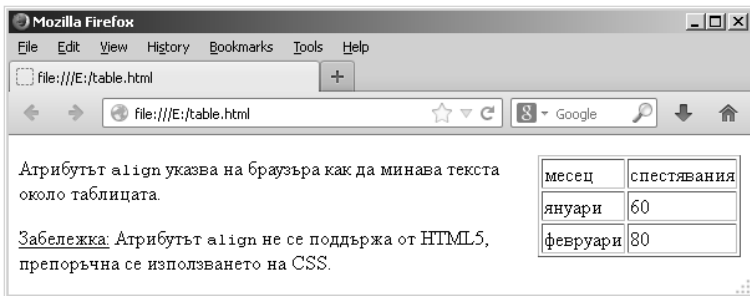 Mozilla Firefox
File Edit View History Bookmarks Tools Help
file:///E:/table.html +
file:///E:/table.html 8 Google
Атрибутът align указва на браузъра как да минава текста
около таблицата.
Забележка: Атрибутът align не се поддържа от HTML5,
препоръчна се използването на CSS.
месец спестявания
януари 60
февруари 80